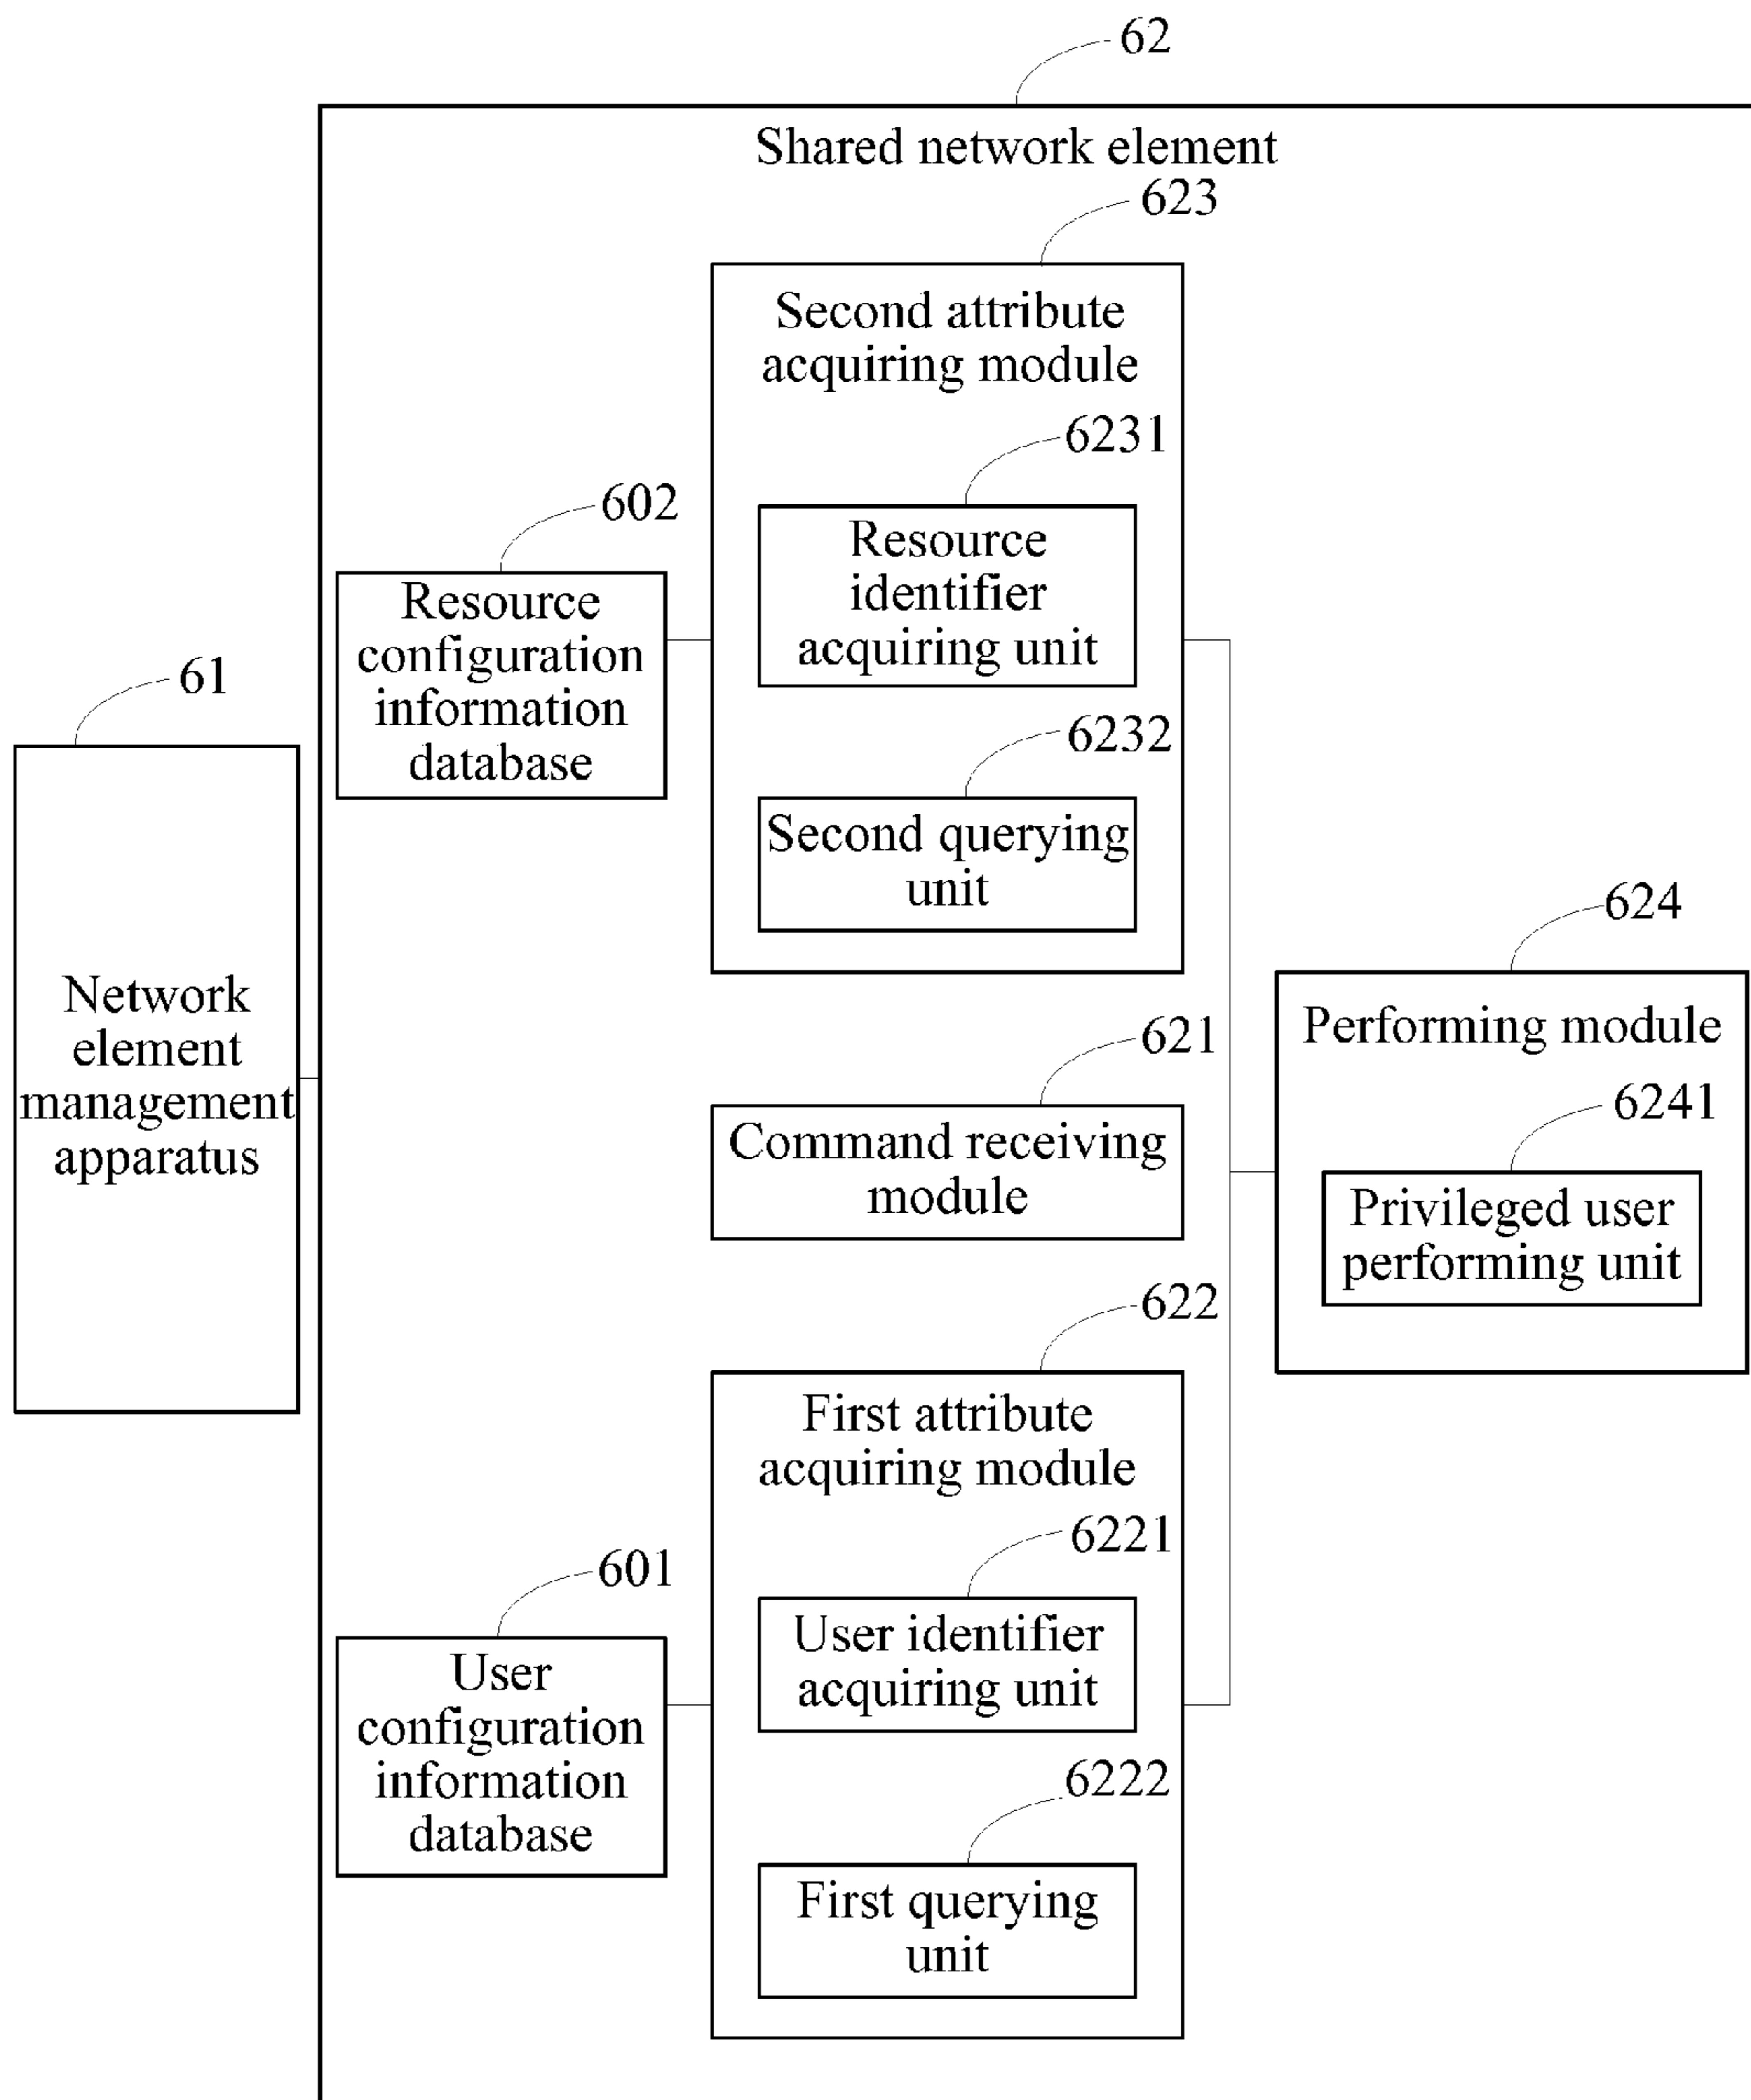 62
Shared network element
623
Second attribute
acquiring module
6231
602
Resource
identifier
acquiring unit
Resource
configuration
information
database
61
6232
Second querying
unit
624
Network
element
management
apparatus
Performing module
621
6241
Command receiving
module
Privileged user
performing unit
622
First attribute
acquiring module
6221
601
User identifier
acquiring unit
User
configuration
information
database
6222
First querying
unit